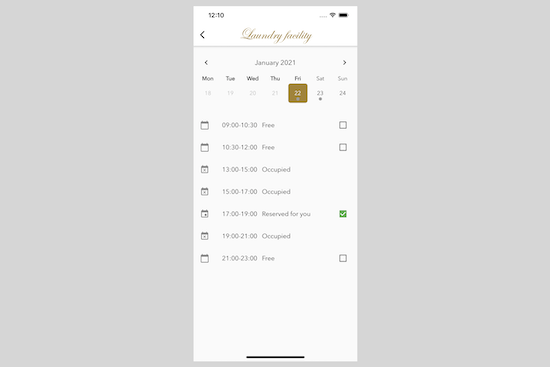 12:10
Laundry facility
January 2021
Mon Tue Wed Thu Fri Sat Sun
18 19 20 21 22 23 24
09:00-10:30 Free
10:30-12:00 Free
13:00-15:00 Occupied
15:00-17:00 Occupied
17:00-19:00 Reserved for you
19:00-21:00 Occupied
21:00-23:00 Free